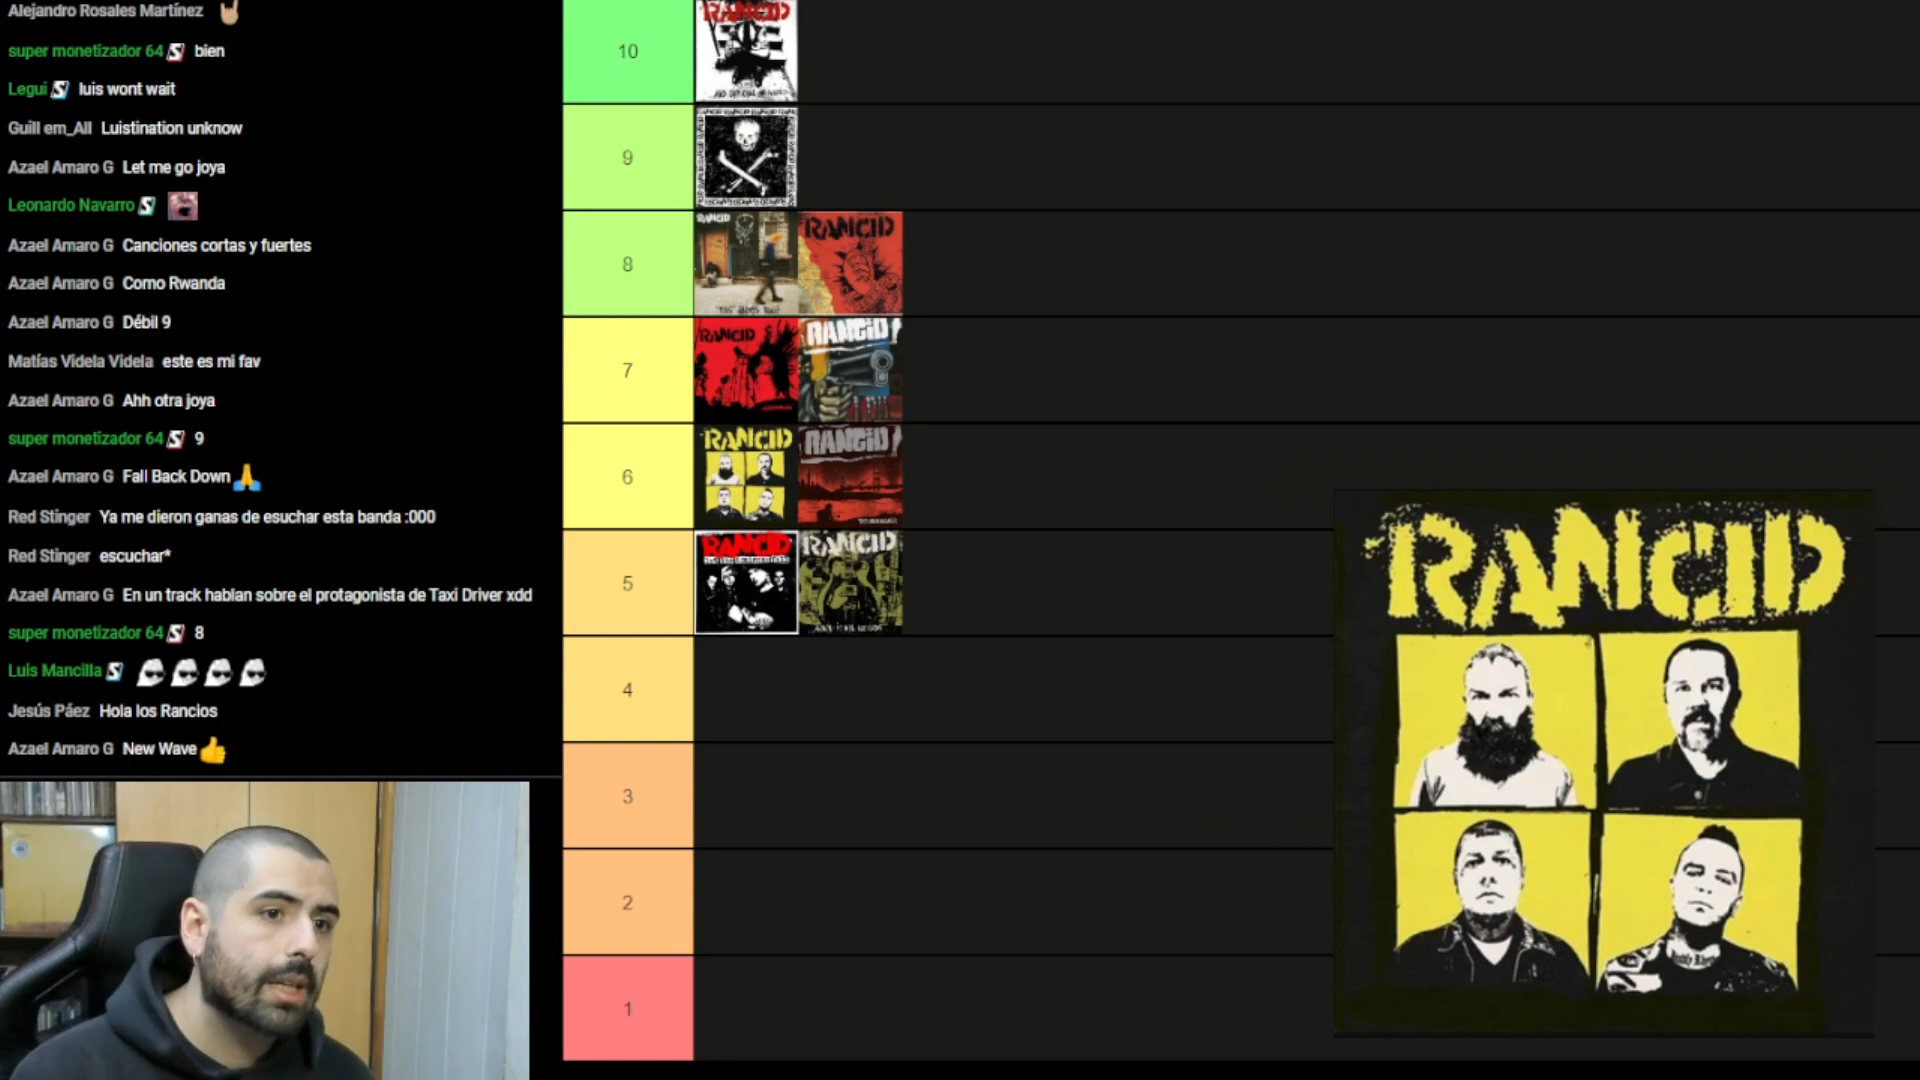 Alejandro Rosales Martínez
super monetizador 64 bien
Legui luis wont wait
Guill em_All Luistination unknow
Azael Amaro G Let me go joya
Leonardo Navarro
Azael Amaro G Canciones cortas y fuertes
Azael Amaro G Como Rwanda
Azael Amaro G Débil 9
Matías Videla Videla este es mi fav
Azael Amaro G Ahh otra joya
super monetizador 64 9
Azael Amaro G Fall Back Down
Red Stinger Ya me dieron ganas de esuchar esta banda :000
Red Stinger escuchar*
Azael Amaro G En un track hablan sobre el protagonista de Taxi Driver xdd
super monetizador 64 8
Luis Mancilla
Jesús Páez Hola los Rancios
Azael Amaro G New Wave
10
RANCID
9
8
RANCID
RANCID
7
RANCID
RANCID
6
RANCID
RANCID
5
RANCID
RANCID
4
3
2
1
RANCID